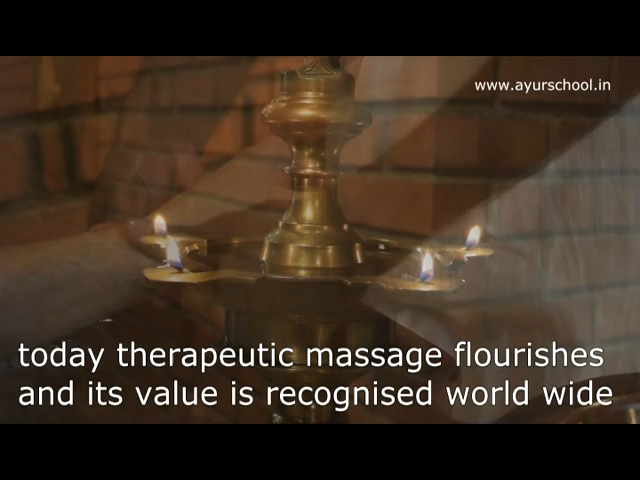 www.ayurschool.in
today therapeutic massage flourishes
and its value is recognised world wide